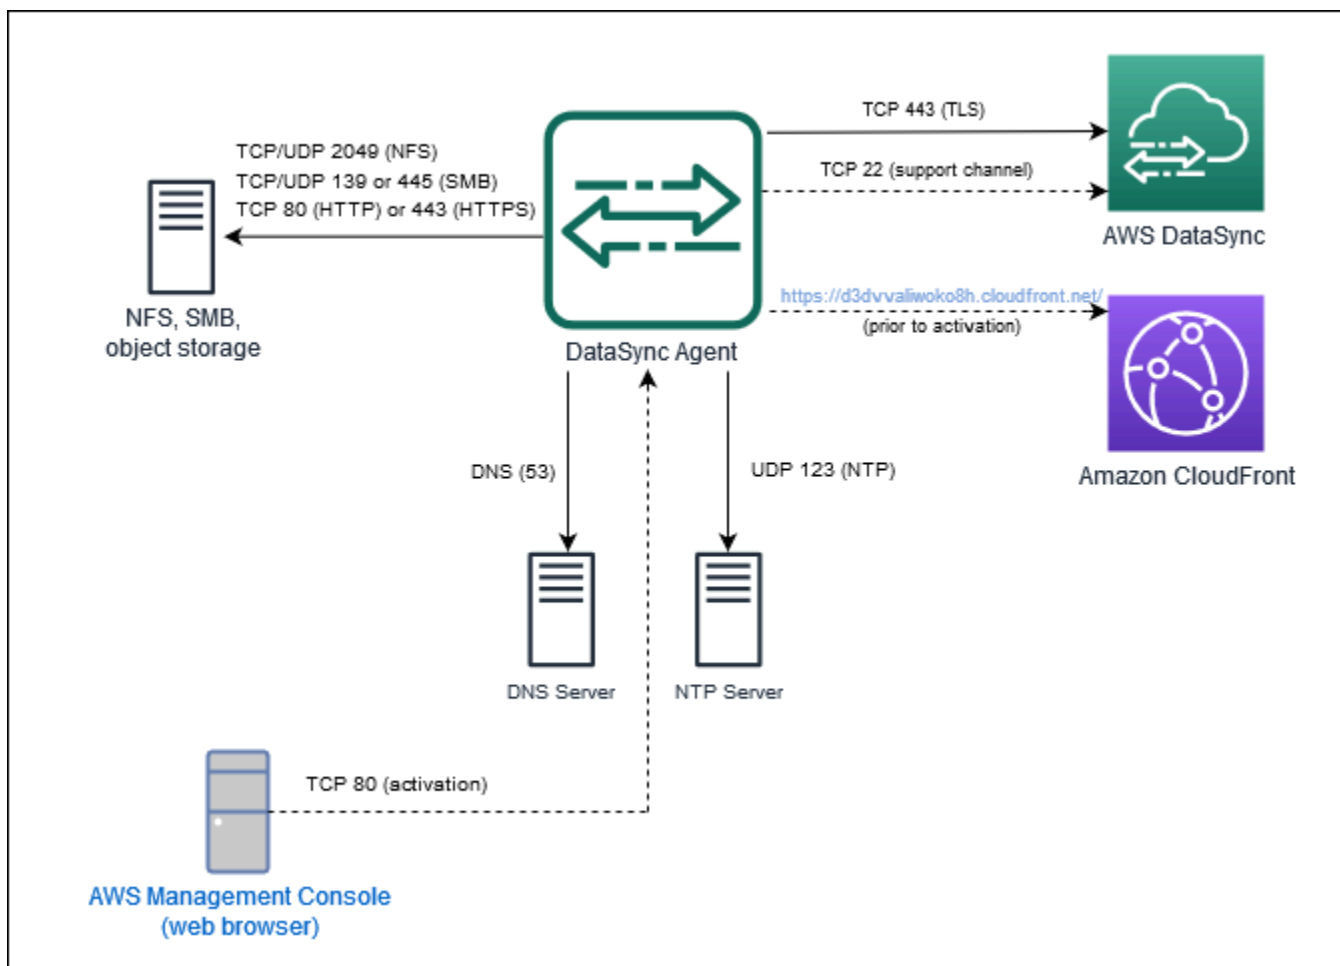 TCP 443 (TLS)
TCP/UDP 2049 (NFS)
TCP/UDP 139 or 445 (SMB)
TCP 80 (HTTP) or 443 (HTTPS)
TCP 22 (support channel)
AWS DataSync
https://d3dvvaliwoko8h.cloudfront.net/
(prior to activation)
NFS, SMB,
object storage
DataSync Agent
DNS (53)
UDP 123 (NTP)
Amazon CloudFront
DNS Server
NTP Server
TCP 80 (activation)
AWS Management Console
(web browser)